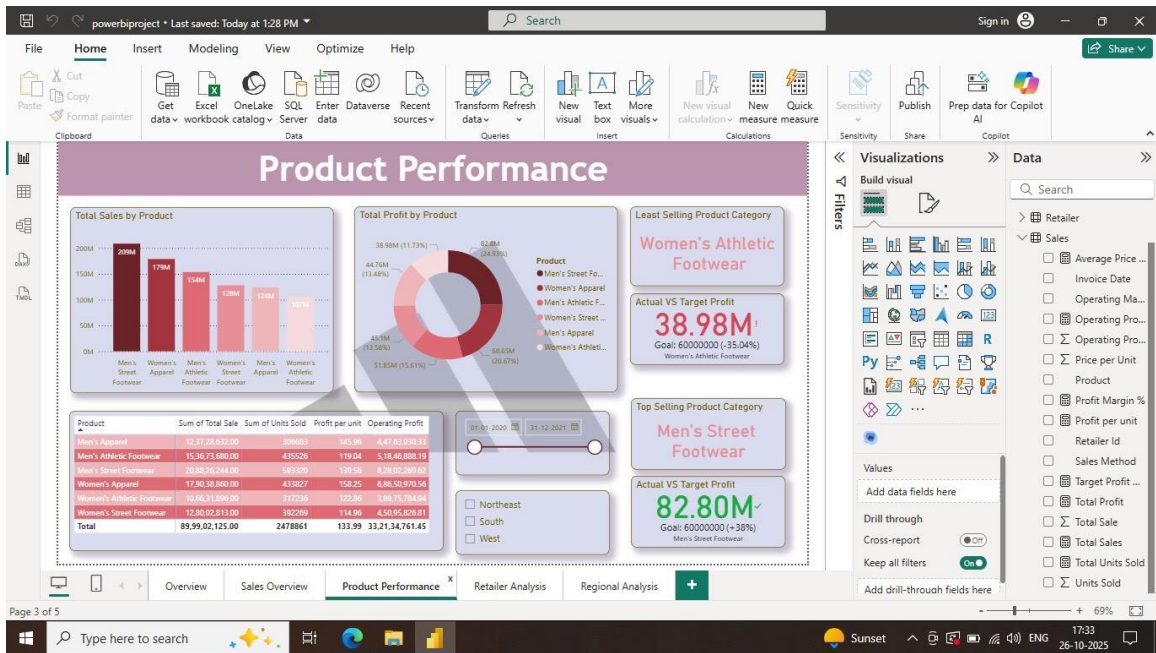 powerbiproject • Last saved: Today at 1:28 PM
Search
Sign in
File Home Insert Modeling View Optimize Help
Share
Paste
Cut
Copy
Format painter
Clipboard
Get data
Excel workbook
OneLake catalog
SQL Server
Enter data
Dataverse
Recent sources
Data
Transform data
Refresh
Queries
New visual
Text box
More visuals
Insert
New visual calculation
New measure
Quick measure
Calculations
Sensitivity
Sensitivity
Publish
Share
Prep data for AI
Copilot
Copilot
Product Performance
Total Sales by Product
200M
150M
100M
50M
0M
209M
179M
154M
128M
124M
107M
Men's Street Footwear
Women's Apparel
Men's Athletic Footwear
Women's Street Footwear
Men's Apparel
Women's Athletic Footwear
Total Profit by Product
38.98M (11.73%)
82.8M (24.93%)
44.76M (13.48%)
45.1M (13.58%)
51.85M (15.61%)
68.65M (20.67%)
Product
Men's Street Fo...
Women's Apparel
Men's Athletic F...
Women's Street ...
Men's Apparel
Women's Athleti...
Least Selling Product Category
Women's Athletic
Footwear
Actual VS Target Profit
38.98M!
Goal: 60000000 (-35.04%)
Women's Athletic Footwear
Product Sum of Total Sale Sum of Units Sold Profit per unit Operating Profit
Men's Apparel 12,37,28,632.00 306683 145.96 4,47,63,030.33
Men's Athletic Footwear 15,36,73,680.00 435526 119.04 5,18,46,888.19
Men's Street Footwear 20,88,26,244.00 593320 139.56 8,28,02,260.62
Women's Apparel 17,90,38,860.00 433827 158.25 6,86,50,970.56
Women's Athletic Footwear 10,66,31,896.00 317236 122.86 3,89,75,784.94
Women's Street Footwear 12,80,02,813.00 392269 114.96 4,50,95,826.81
Total 89,99,02,125.00 2478861 133.99 33,21,34,761.45
01-01-2020 31-12-2021
Northeast
South
West
Top Selling Product Category
Men's Street
Footwear
Actual VS Target Profit
82.80M
Goal: 60000000 (+38%)
Men's Street Footwear
Filters
Visualizations
Build visual
123
R
Py
Values
Add data fields here
Drill through
Cross-report Off
Keep all filters On
Add drill-through fields here
Data
Search
Retailer
Sales
Average Price ...
Invoice Date
Operating Ma...
Operating Pro...
Operating Pro...
Price per Unit
Product
Profit Margin %
Profit per unit
Retailer Id
Sales Method
Target Profit ...
Total Profit
Total Sale
Total Sales
Total Units Sold
Units Sold
Overview Sales Overview Product Performance x Retailer Analysis Regional Analysis +
Page 3 of 5
69%
Type here to search
Sunset
ENG
17:33
26-10-2025